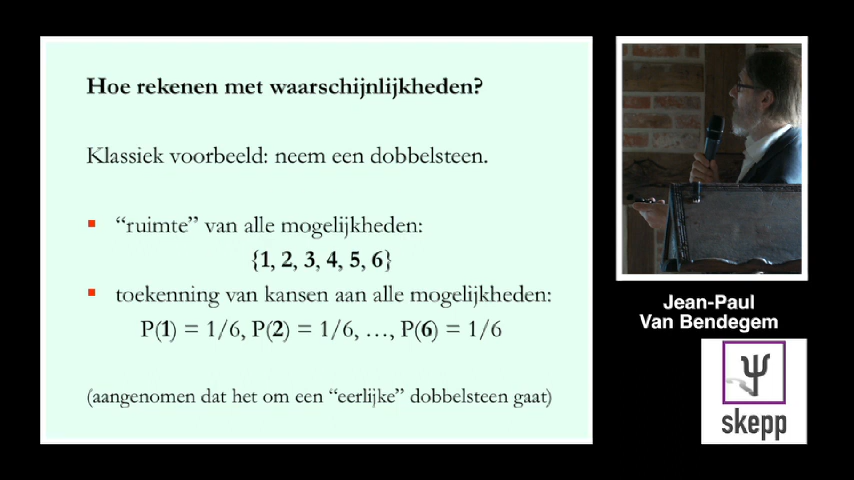 Hoe rekenen met waarschijnlijkheden?
Klassiek voorbeeld: neem een dobbelsteen.
“ruimte” van alle mogelijkheden:
{1, 2, 3, 4, 5, 6}
toekenning van kansen aan alle mogelijkheden:
P(1) = 1/6, P(2) = 1/6, …, P(6) = 1/6
(aangenomen dat het om een “eerlijke” dobbelsteen gaat)
Jean-Paul
Van Bendegem
ψ
skepp